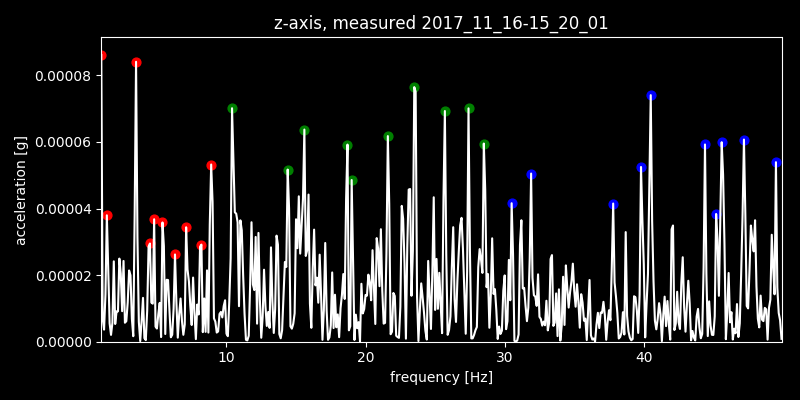 z-axis, measured 2017_11_16-15_20_01
acceleration [g]
0.00008
0.00006
0.00004
0.00002
0.00000
10 20 30 40
frequency [Hz]